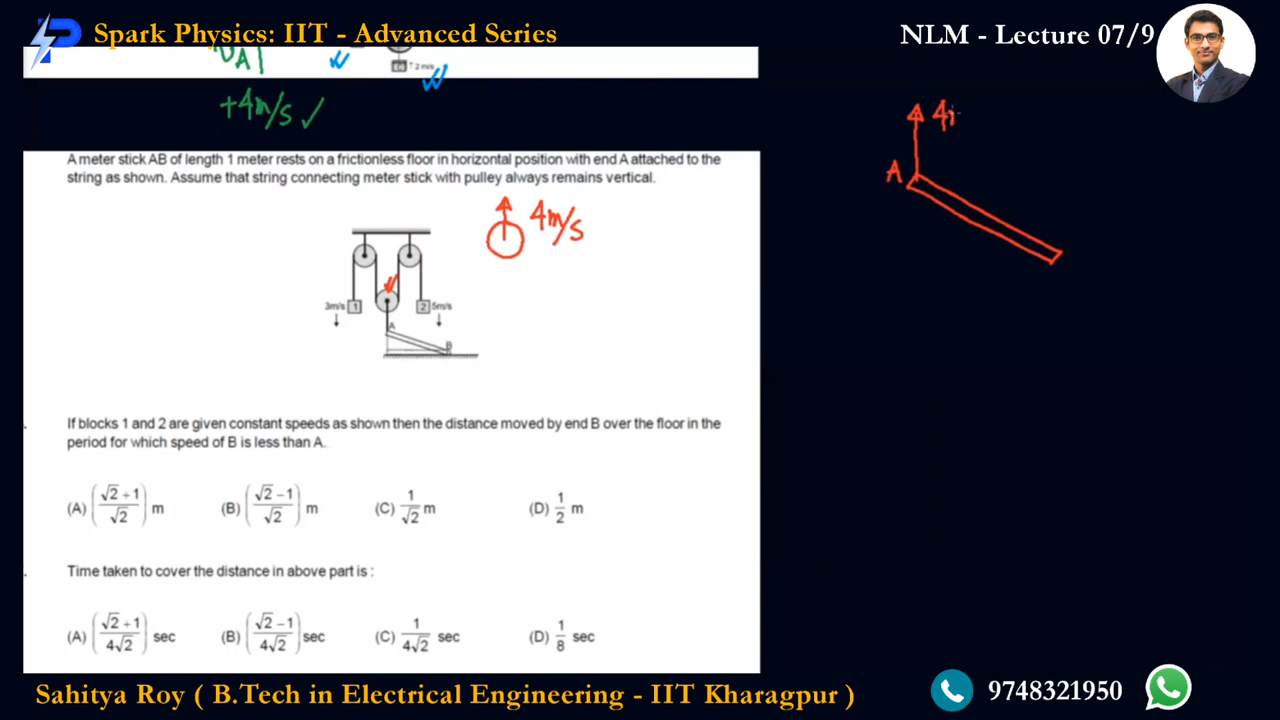 Spark Physics: IIT - Advanced Series
NLM - Lecture 07/9
2 m/s
+4m/s ✓
4m
A
A meter stick AB of length 1 meter rests on a frictionless floor in horizontal position with end A attached to the
string as shown. Assume that string connecting meter stick with pulley always remains vertical.
4m/s
3m/s 1 2 5m/s
A
B
If blocks 1 and 2 are given constant speeds as shown then the distance moved by end B over the floor in the
period for which speed of B is less than A.
(A) (√2+1/√2) m (B) (√2−1/√2) m (C) 1/√2 m (D) 1/2 m
Time taken to cover the distance in above part is :
(A) (√2+1/4√2) sec (B) (√2−1/4√2) sec (C) 1/4√2 sec (D) 1/8 sec
Sahitya Roy ( B.Tech in Electrical Engineering - IIT Kharagpur )
9748321950